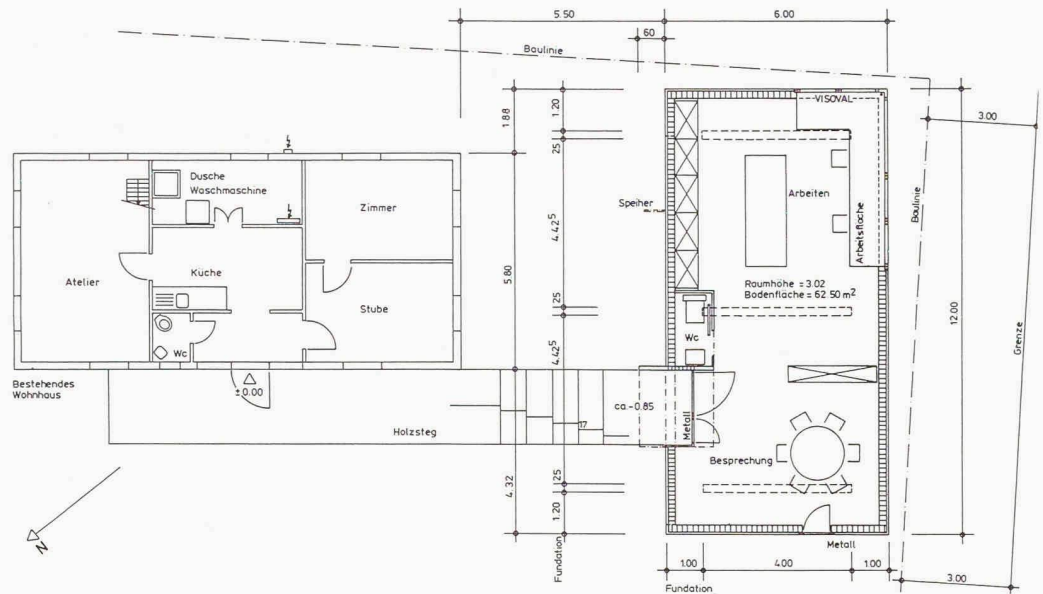 5.50
6.00
60
Baulinie
VISOVAL
3.00
1.88
1.20
25
Dusche
Waschmaschine
Zimmer
Speiher
Arbeiten
Arbeitsfläche
Baulinie
4.42⁵
Atelier
Küche
5.80
Raumhöhe = 3.02
Bodenfläche = 62.50 m²
Stube
25
12.00
Grenze
Wc
Wc
4.42⁵
Bestehendes
Wohnhaus
±0.00
ca.-0.85
Metall
Holzsteg
17
Besprechung
4.32
25
1.20
N
Fundation
Metall
1.00
4.00
1.00
3.00
Fundation